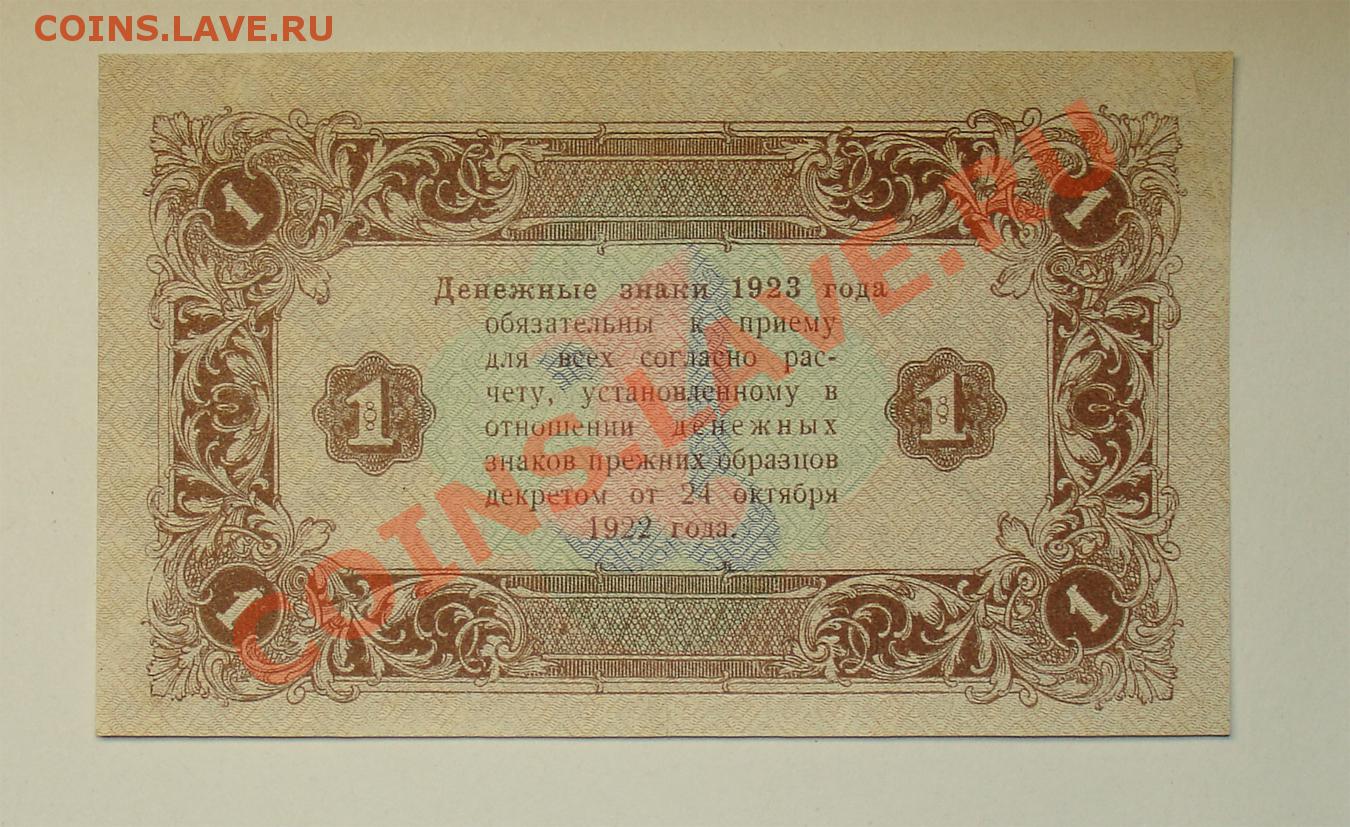 COINS.LAVE.RU
1 1
Денежные знаки 1923 года
обязательны к приему
для всех согласно рас-
чету, установленному в
отношении денежных
знаков прежних образцов
декретом от 24 октября
1922 года.
1 1
1 1
COINS-LAVE.RU